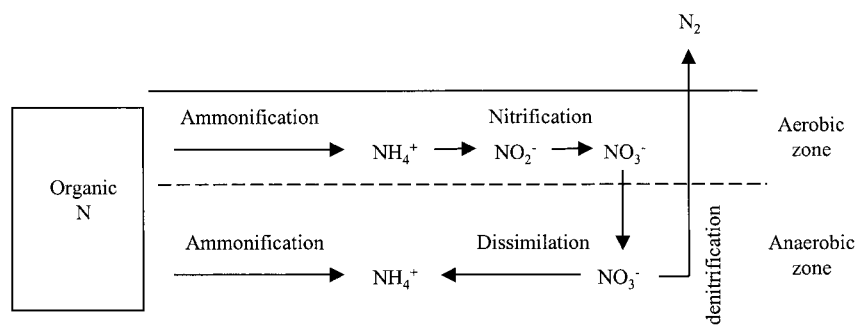 N₂
Ammonification Nitrification
Aerobic
zone
NH₄⁺ NO₂⁻ NO₃⁻
Organic
N
Ammonification Dissimilation
Anaerobic
zone
NH₄⁺ NO₃⁻
denitrification